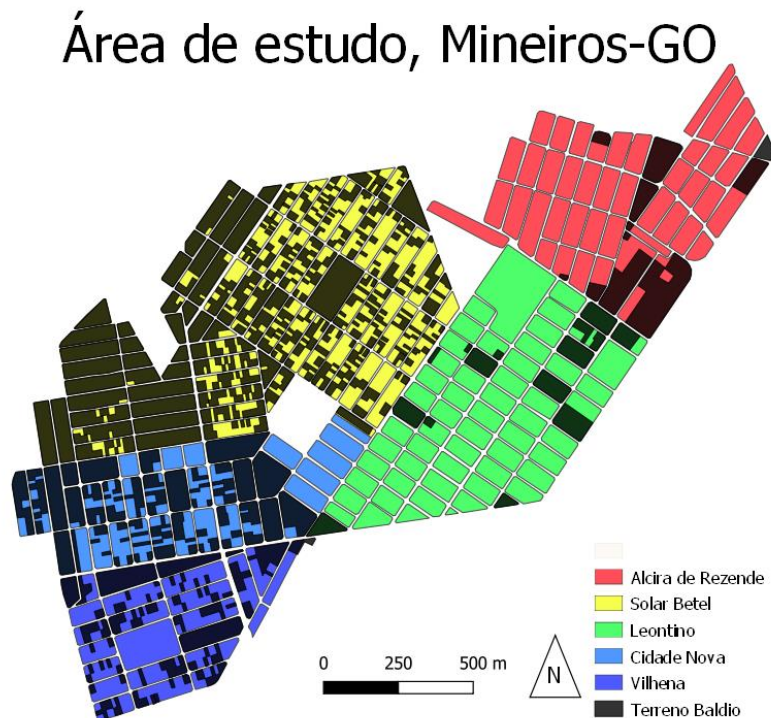 Área de estudo, Mineiros-GO
Alcira de Rezende
Solar Betel
Leontino
Cidade Nova
Vilhena
Terreno Baldio
0 250 500 m
N